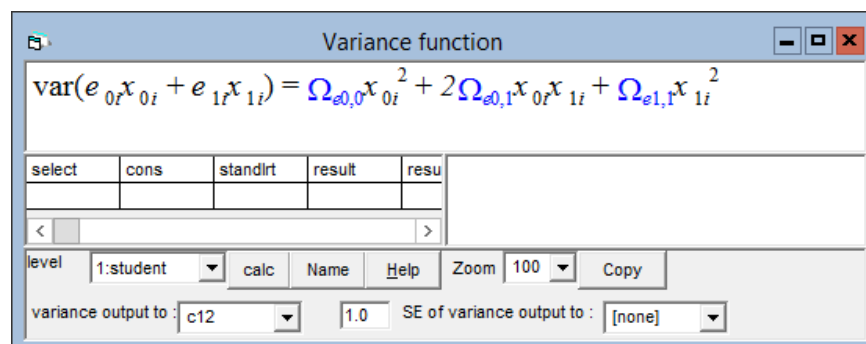 Variance function
var(e₀ᵢx₀ᵢ + e₁ᵢx₁ᵢ) = Ωₑ₀,₀x₀ᵢ² + 2Ωₑ₀,₁x₀ᵢx₁ᵢ + Ωₑ₁,₁x₁ᵢ²
select cons standlrt result resu
level 1:student calc Name Help Zoom 100 Copy
variance output to : c12 1.0 SE of variance output to : [none]